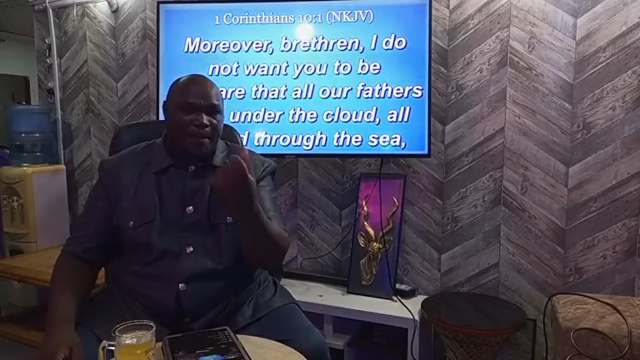 1 Corinthians 10:1 (NKJV)
Moreover, brethren, I do
not want you to be
that all our fathers
under the cloud, all
through the sea,